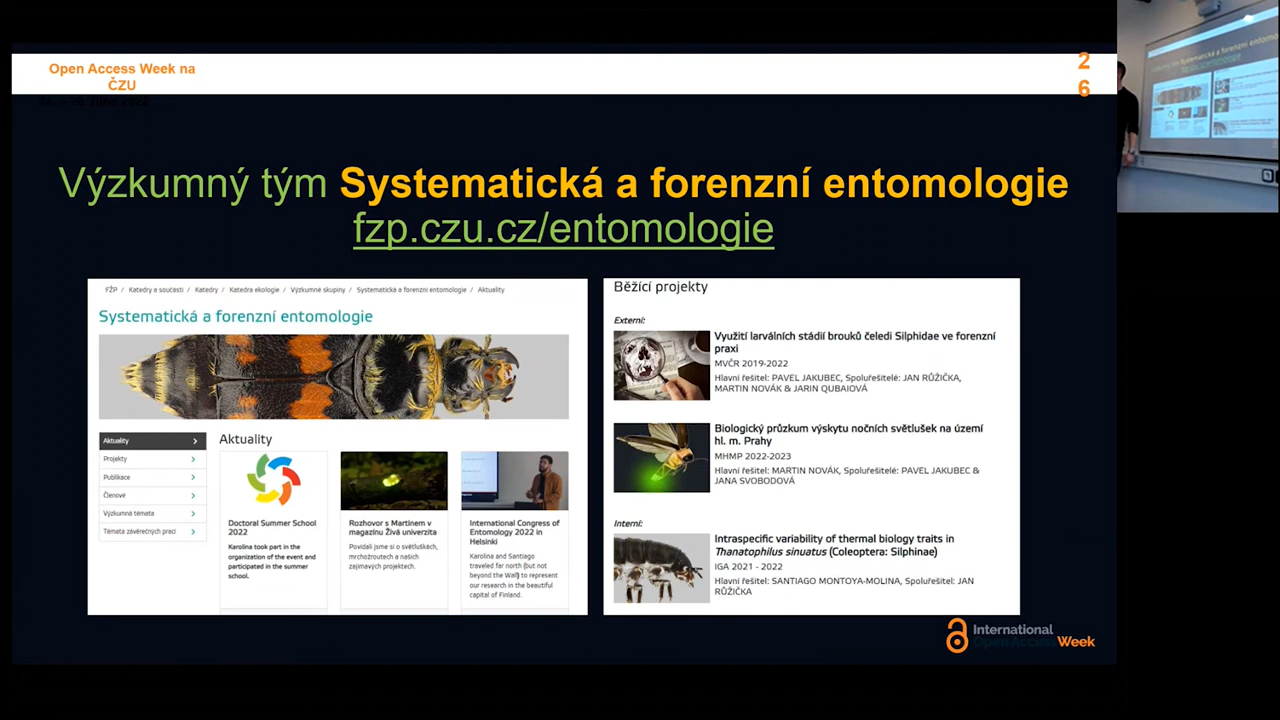 Open Access Week na
ČZU
24. – 26. října 2022
2
6
Výzkumný tým Systematická a forenzní entomologie
fzp.czu.cz/entomologie
FŽP / Katedry a součásti / Katedry / Katedra ekologie / Výzkumné skupiny / Systematická a forenzní entomologie / Aktuality
Systematická a forenzní entomologie
Aktuality
Projekty
Publikace
Členové
Výzkumná témata
Témata závěrečných prací
Aktuality
Doctoral Summer School
2022
Karolina took part in the
organization of the event and
participated in the summer
school.
Rozhovor s Martinem v
magazínu Živá univerzita
Povídali jsme si o světluškách,
mrchožroutech a našich
zajímavých projektech.
International Congress of
Entomology 2022 in
Helsinki
Karolina and Santiago
traveled far north (but not
beyond the Wall) to represent
our research in the beautiful
capital of Finland.
Běžící projekty
Externí:
Využití larválních stádií brouků čeledi Silphidae ve forenzní
praxi
MVČR 2019-2022
Hlavní řešitel: PAVEL JAKUBEC, Spoluřešitelé: JAN RŮŽIČKA,
MARTIN NOVÁK & JARIN QUBAIOVÁ
Biologický průzkum výskytu nočních světlušek na území
hl. m. Prahy
MHMP 2022-2023
Hlavní řešitel: MARTIN NOVÁK, Spoluřešitelé: PAVEL JAKUBEC &
JANA SVOBODOVÁ
Interní:
Intraspecific variability of thermal biology traits in
Thanatophilus sinuatus (Coleoptera: Silphinae)
IGA 2021 - 2022
Hlavní řešitel: SANTIAGO MONTOYA-MOLINA, Spoluřešitel: JAN
RŮŽIČKA
International
Open Access Week